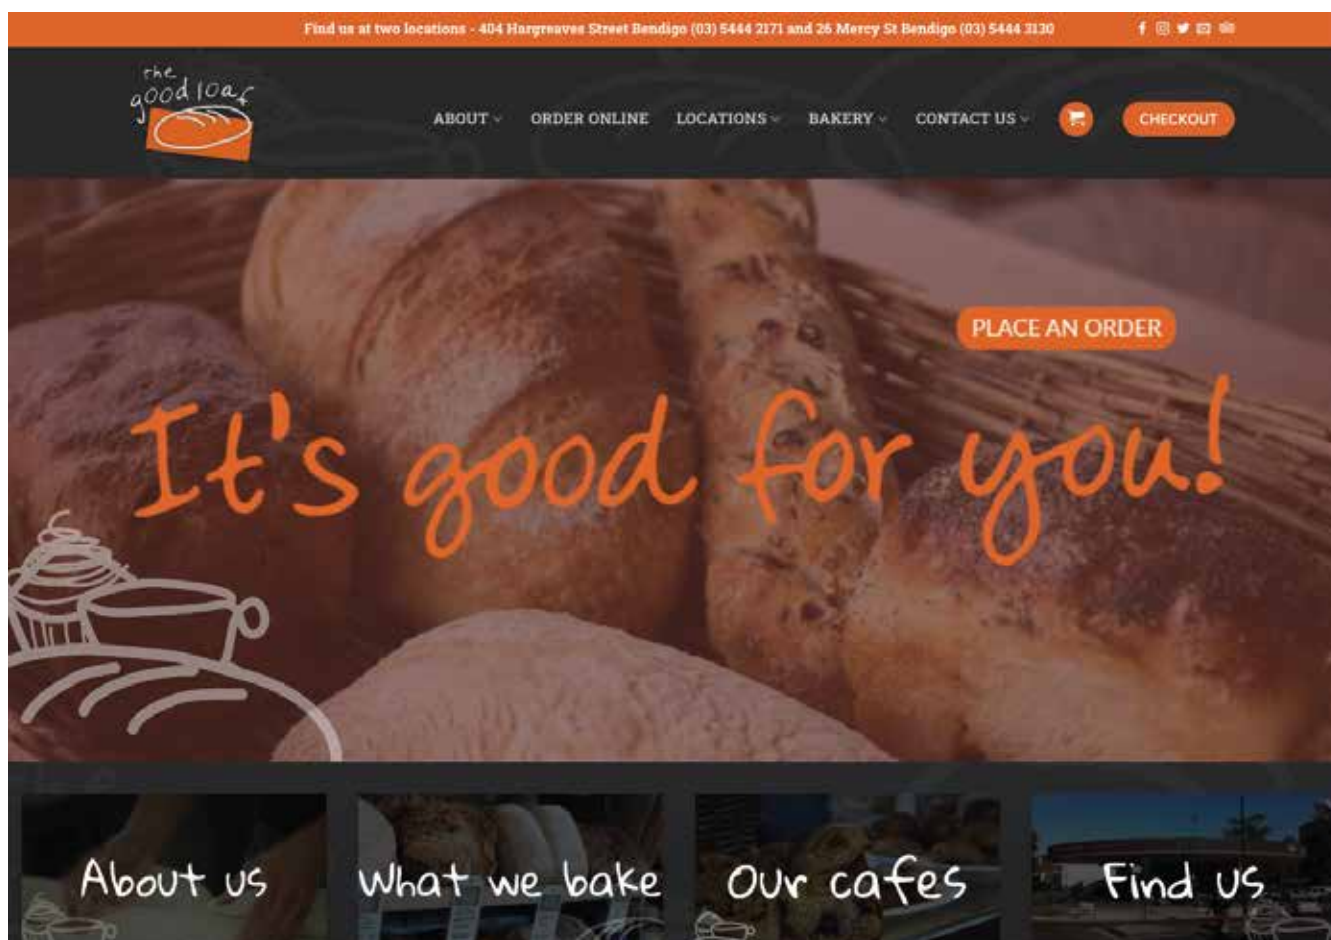 Find us at two locations - 404 Hargreaves Street Bendigo (03) 5444 2171 and 26 Mercy St Bendigo (03) 5444 3130
the
good loaf
ABOUT ORDER ONLINE LOCATIONS BAKERY CONTACT US CHECKOUT
PLACE AN ORDER
It's good for you!
About us What we bake Our cafes Find us